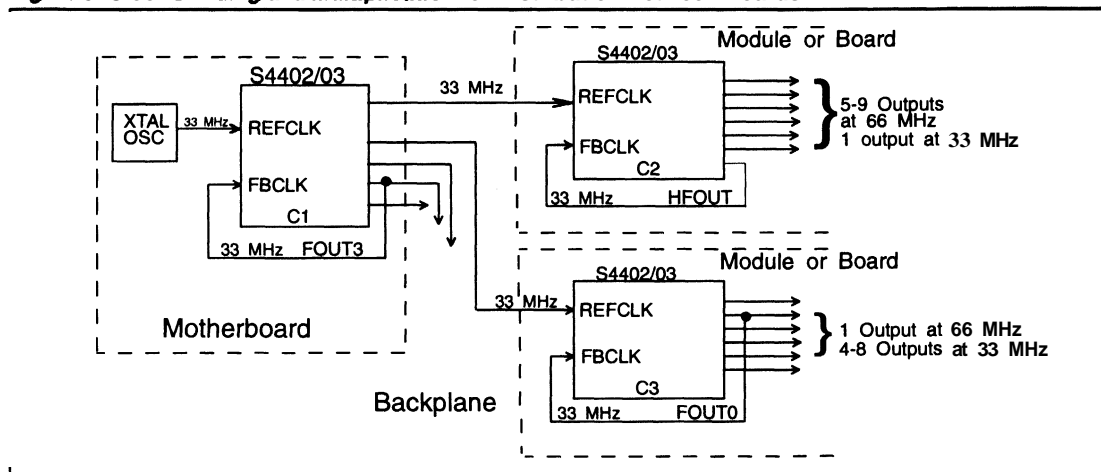 Module or Board
S4402/03
S4402/03
33 MHz
REFCLK
5-9 Outputs
at 66 MHz
1 output at 33 MHz
XTAL
OSC
33 MHz
REFCLK
FBCLK
C2
33 MHz
HFOUT
FBCLK
C1
33 MHz
FOUT3
Module or Board
S4402/03
33 MHz
REFCLK
1 Output at 66 MHz
4-8 Outputs at 33 MHz
Motherboard
FBCLK
C3
Backplane
33 MHz
FOUT0